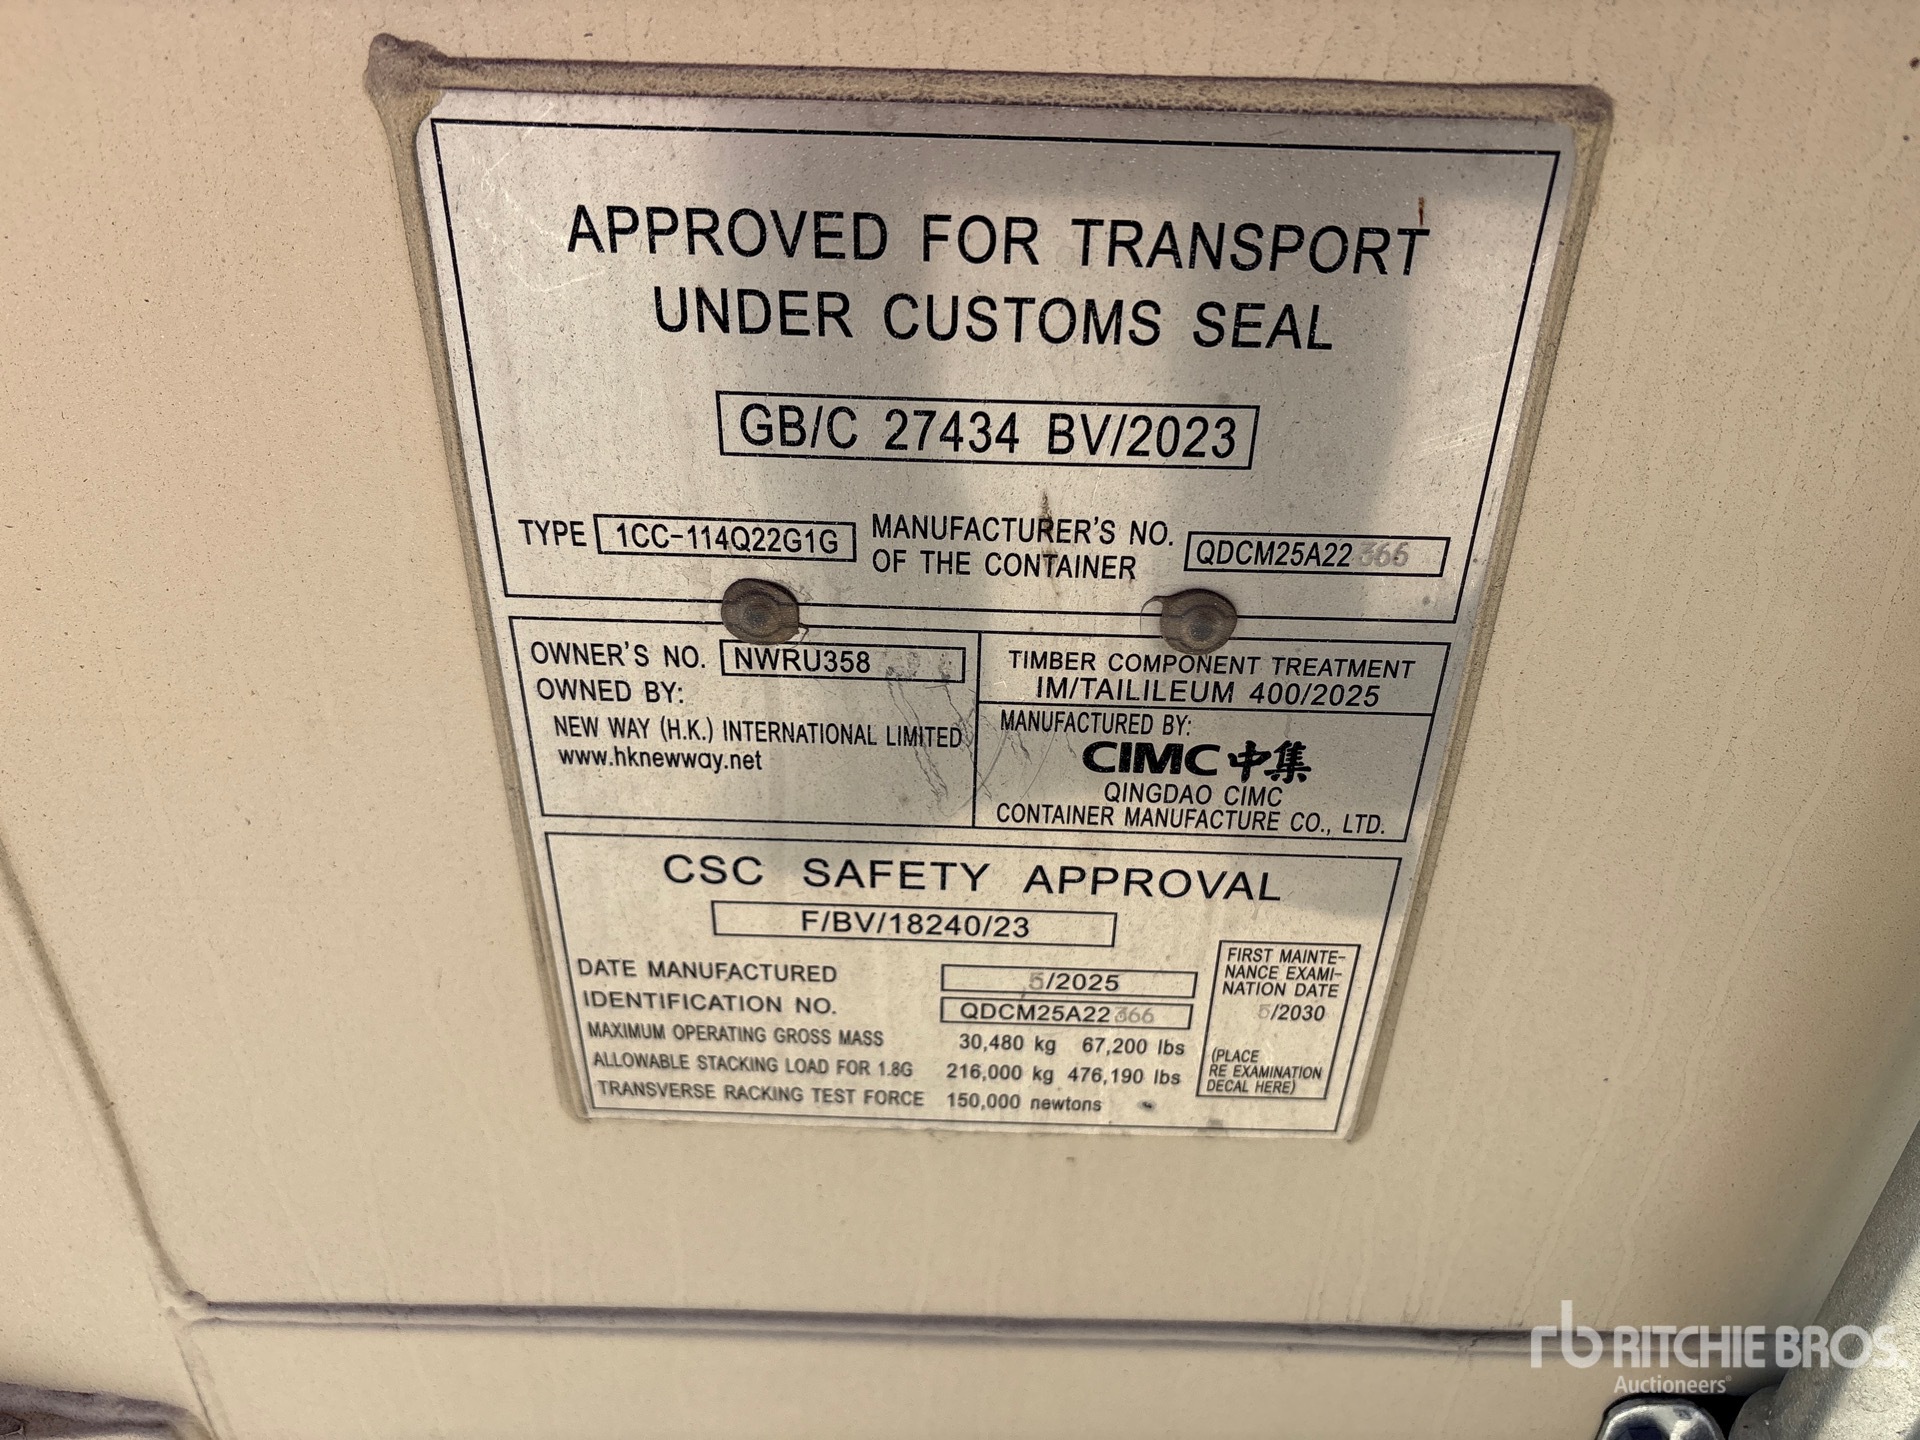 APPROVED FOR TRANSPORT
UNDER CUSTOMS SEAL
GB/C 27434 BV/2023
TYPE 1CC-114Q22G1G MANUFACTURER'S NO. OF THE CONTAINER QDCM25A22366
OWNER'S NO. NWRU358
OWNED BY:
NEW WAY (H.K.) INTERNATIONAL LIMITED
www.hknewway.net
TIMBER COMPONENT TREATMENT
IM/TAILILEUM 400/2025
MANUFACTURED BY:
CIMC中集
QINGDAO CIMC
CONTAINER MANUFACTURE CO., LTD.
CSC SAFETY APPROVAL
F/BV/18240/23
DATE MANUFACTURED 5/2025
IDENTIFICATION NO. QDCM25A22366
MAXIMUM OPERATING GROSS MASS 30,480 kg 67,200 lbs
ALLOWABLE STACKING LOAD FOR 1.8G 216,000 kg 476,190 lbs
TRANSVERSE RACKING TEST FORCE 150,000 newtons
FIRST MAINTE-
NANCE EXAMI-
NATION DATE
5/2030
(PLACE
RE EXAMINATION
DECAL HERE)
rb RITCHIE BROS.
Auctioneers